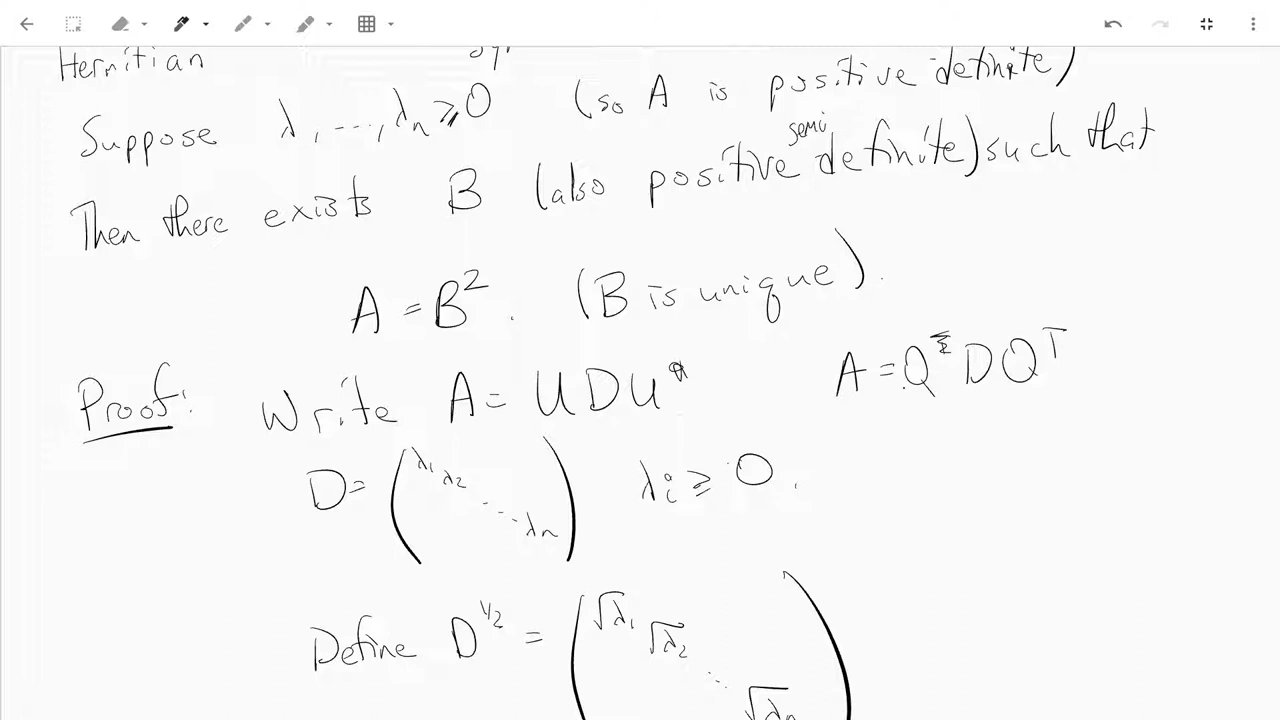 Hermitian
Suppose λ₁, ..., λₙ ≥ 0 (so A is positive definite)
semi
Then there exists B (also positive definite) such that
A = B². (B is unique).
Proof: Write A = UDU* A = Q DQᵀ
D = (λ₁ λ₂ ... λₙ) λᵢ ≥ 0.
Define D^1/2 = (√λ₁ √λ₂ ... √λₙ